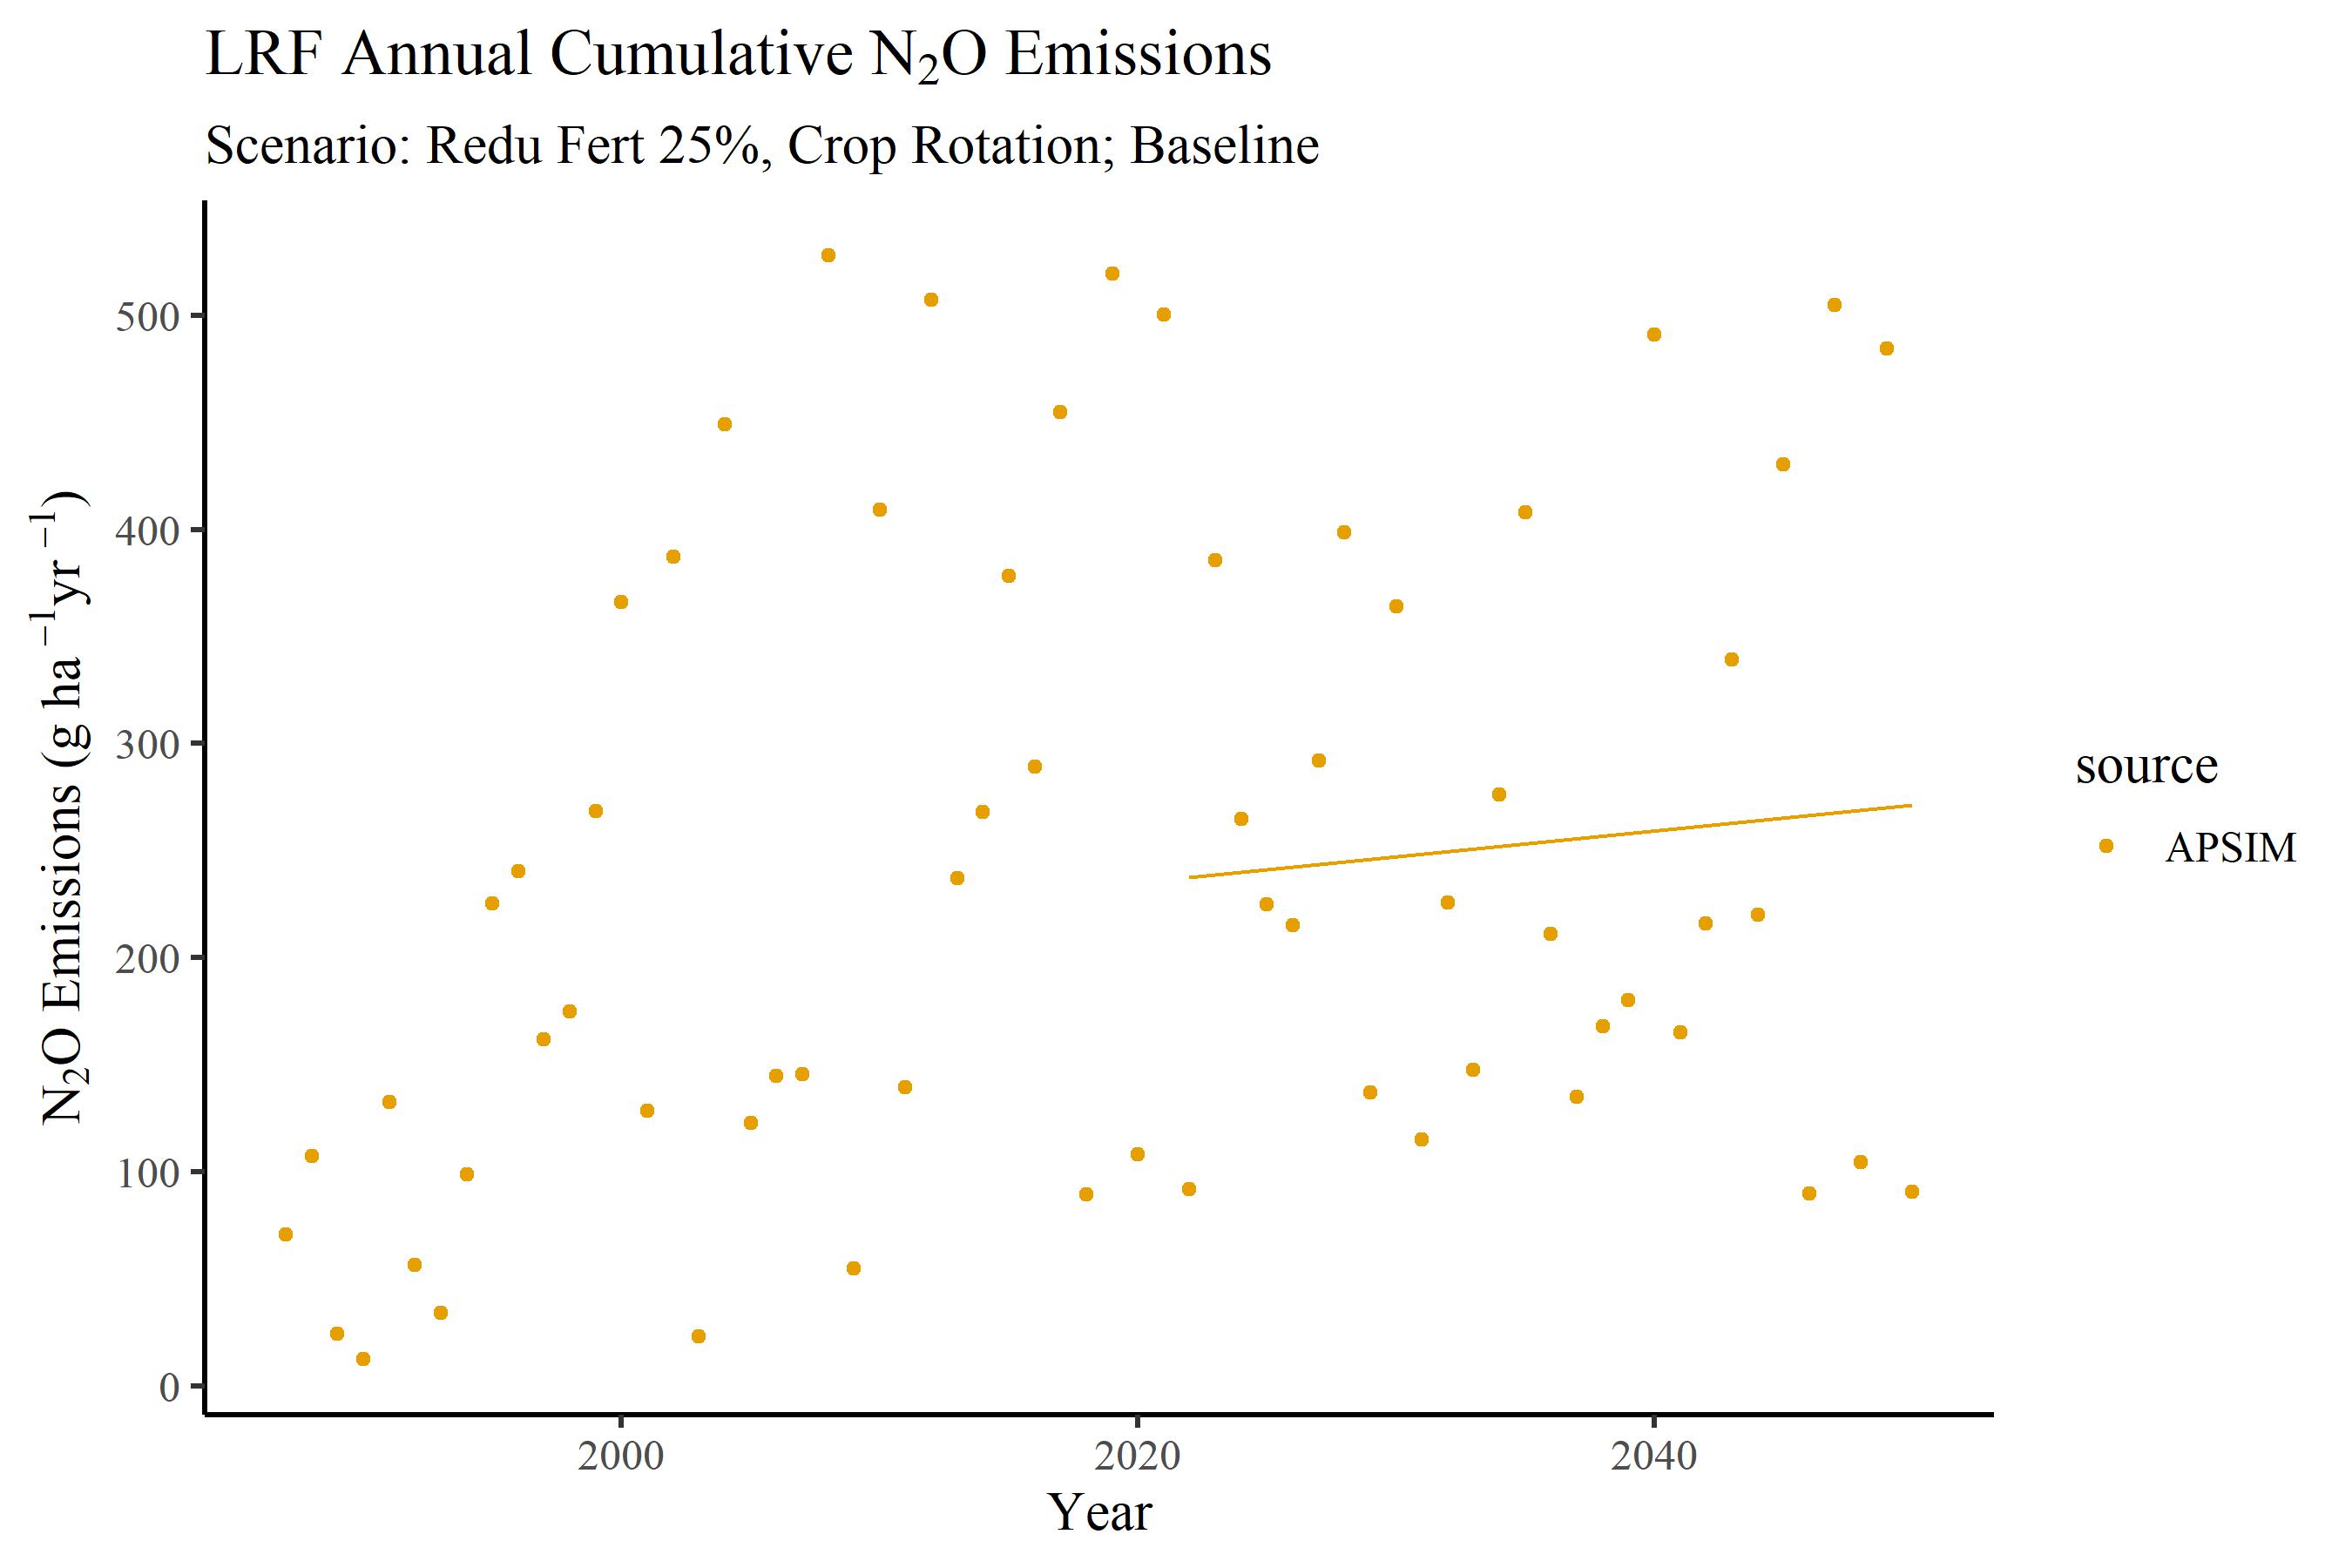 LRF Annual Cumulative N₂O Emissions
Scenario: Redu Fert 25%, Crop Rotation; Baseline
N₂O Emissions (g ha ⁻¹yr ⁻¹)
500
400
300
200
100
0
2000 2020 2040
Year
source
APSIM